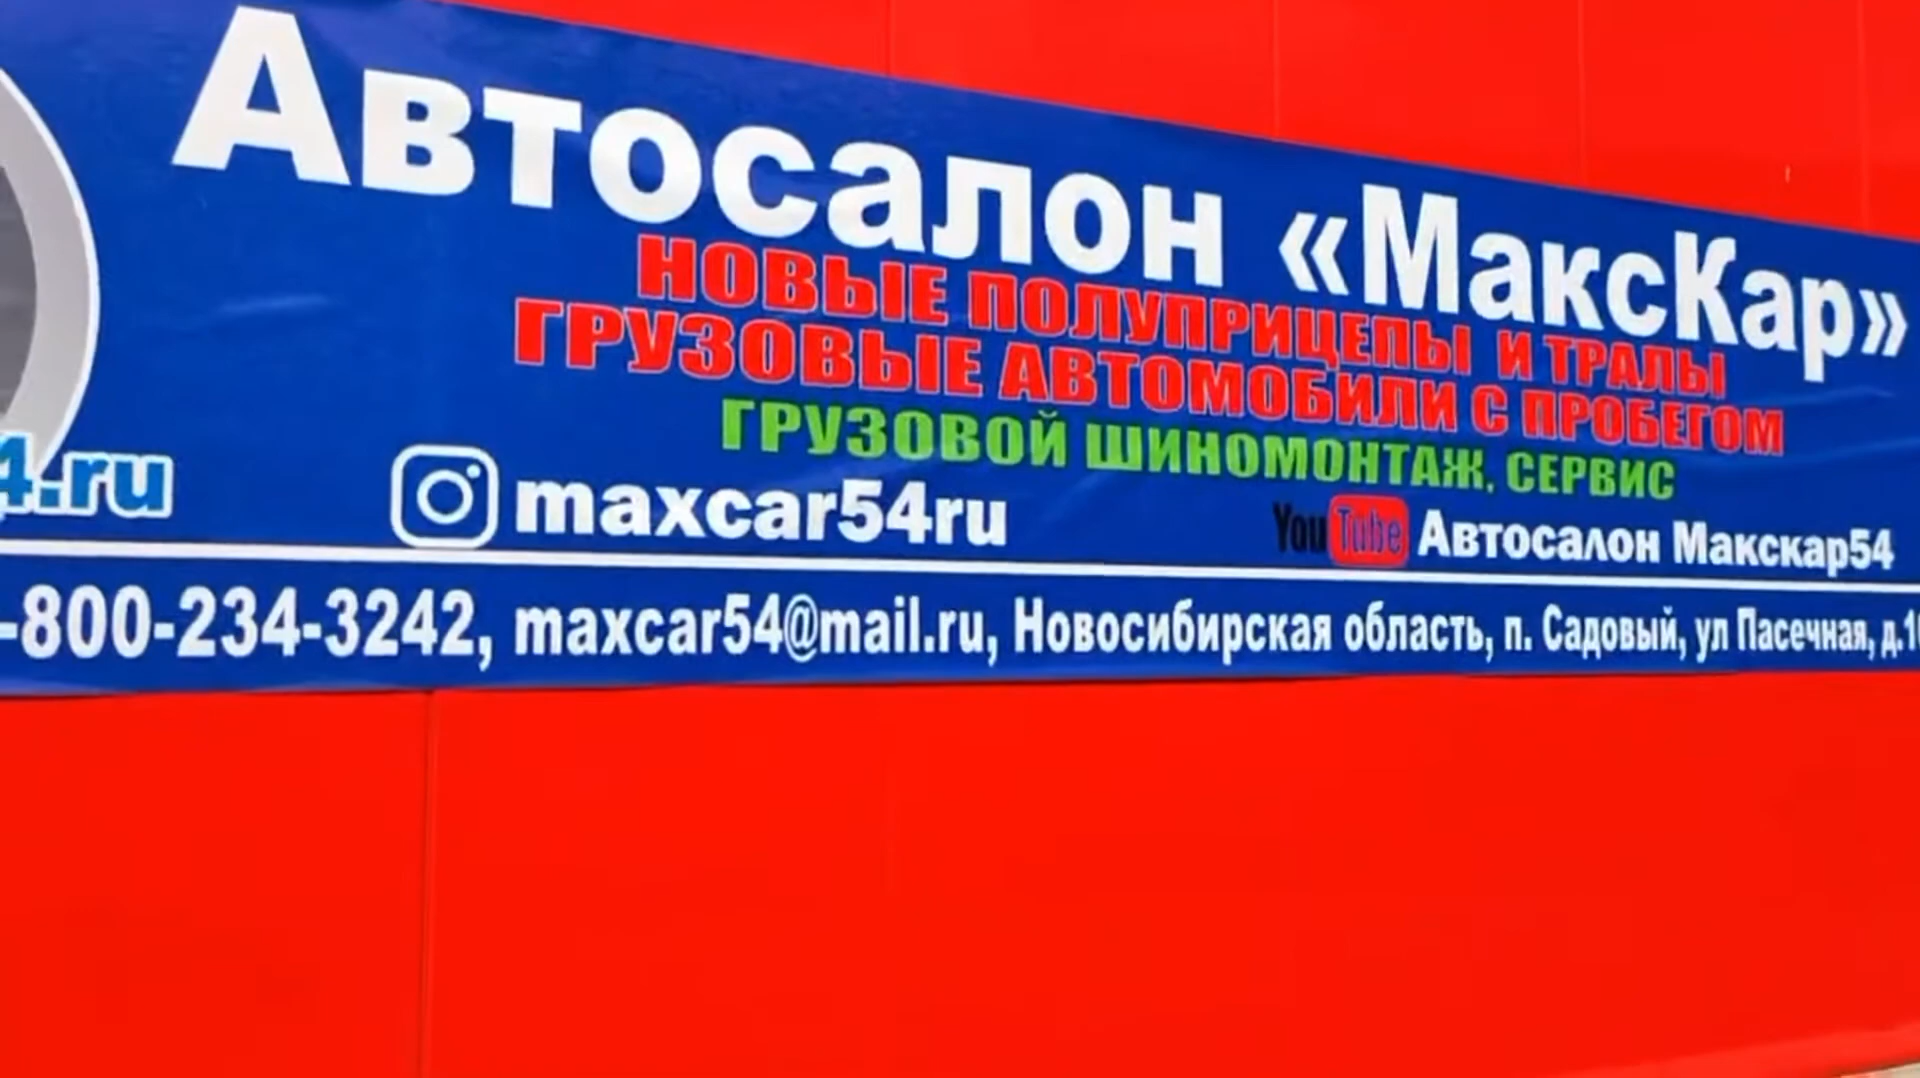 Автосалон «МаксКар»
НОВЫЕ ПОЛУПРИЦЕПЫ И ТРАЛЫ
ГРУЗОВЫЕ АВТОМОБИЛИ С ПРОБЕГОМ
ГРУЗОВОЙ ШИНОМОНТАЖ, СЕРВИС
4.ru
maxcar54ru
YouTube Автосалон Макскар54
-800-234-3242, maxcar54@mail.ru, Новосибирская область, п. Садовый, ул Пасечная, д.1